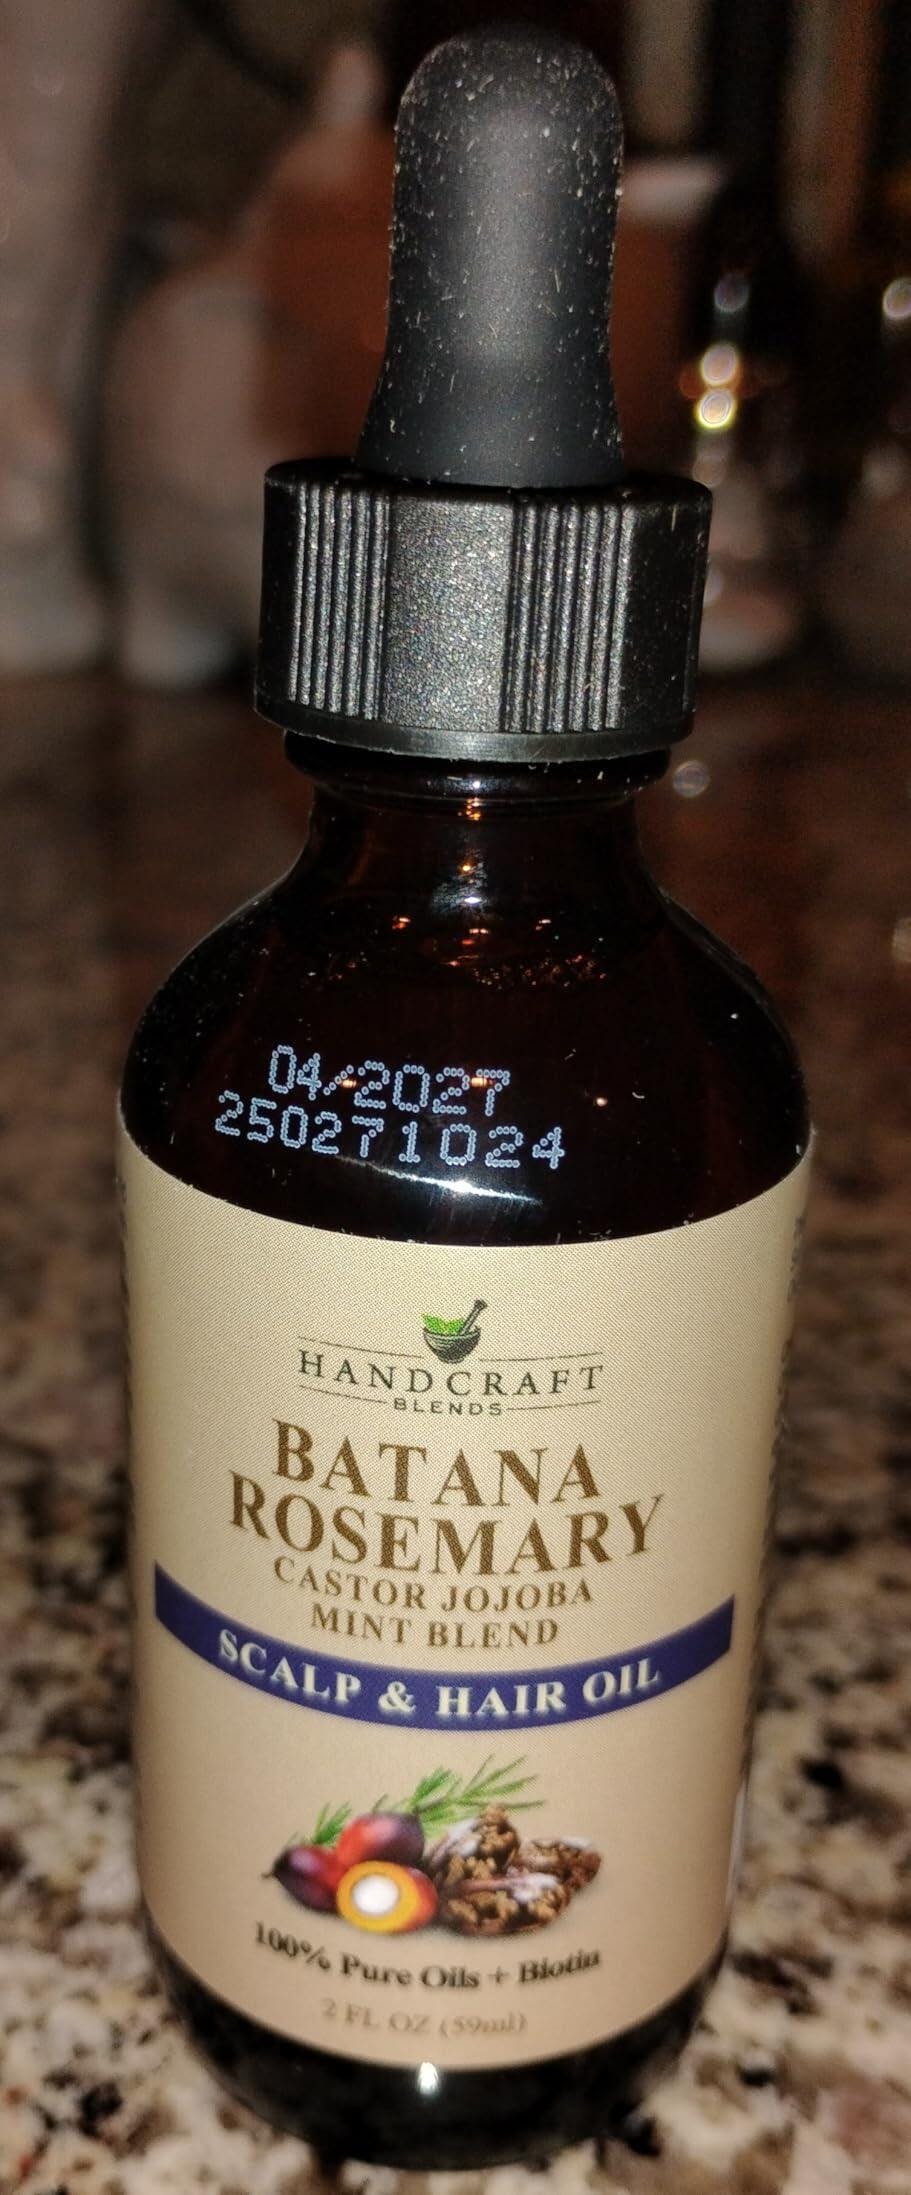 04/2027
250271024
HANDCRAFT
BLENDS
BATANA
ROSEMARY
CASTOR JOJOBA
MINT BLEND
SCALP & HAIR OIL
100% Pure Oils + Biotin
2 FL OZ (59ml)